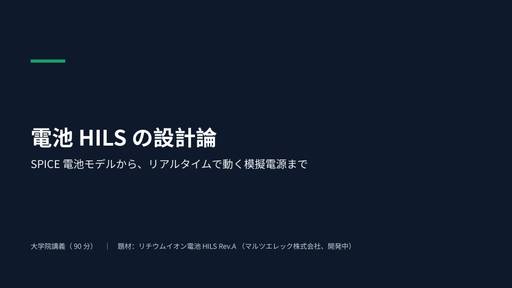 電池 HILS の設計論
SPICE 電池モデルから、リアルタイムで動く模擬電源まで
大学院講義（90 分）　｜　題材：リチウムイオン電池 HILS Rev.A （マルツエレック株式会社、開発中）